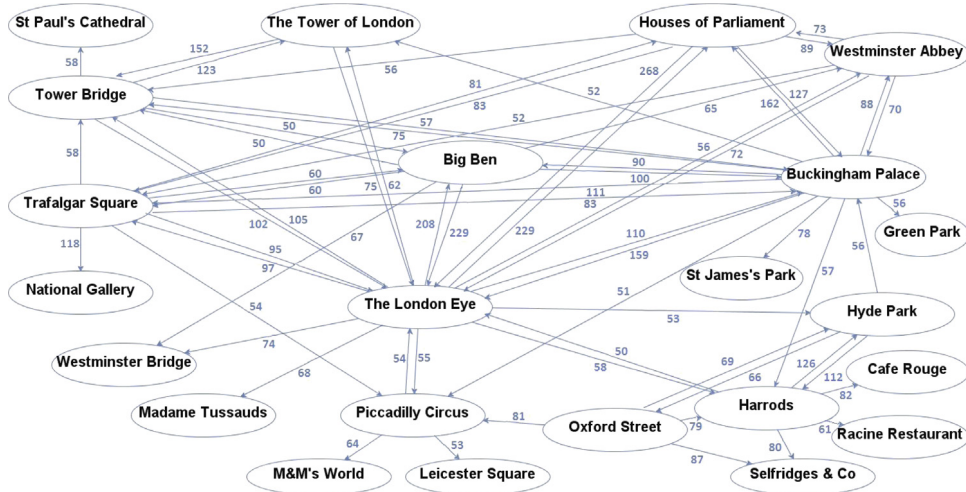 St Paul's Cathedral
The Tower of London
Houses of Parliament
73
89
Westminster Abbey
152
123
58
56
268
Tower Bridge
81
83
52
127
162
88
70
65
57
50
75
52
50
56
72
58
Big Ben
90
100
Buckingham Palace
60
60
75
62
111
83
56
Trafalgar Square
Green Park
102
105
67
208
229
229
110
159
78
118
95
97
57
56
St James's Park
National Gallery
54
51
The London Eye
53
Hyde Park
74
Westminster Bridge
68
54
55
50
58
69
66
126
112
Cafe Rouge
82
Madame Tussauds
Piccadilly Circus
81
Oxford Street
79
Harrods
61
Racine Restaurant
64
53
87
80
M&M's World
Leicester Square
Selfridges & Co